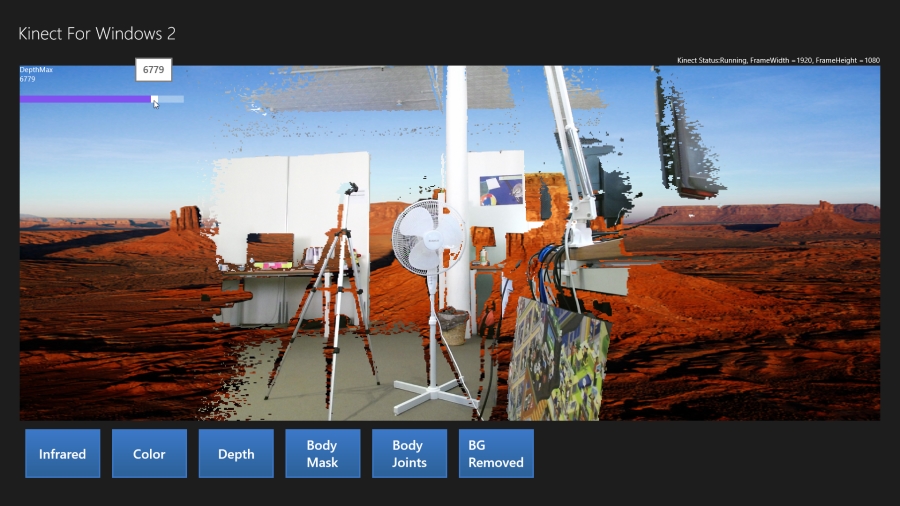 Kinect For Windows 2
Kinect Status:Running, FrameWidth =1920, FrameHeight =1080
DepthMax
6779
6779
Infrared
Color
Depth
Body
Mask
Body
Joints
BG
Removed